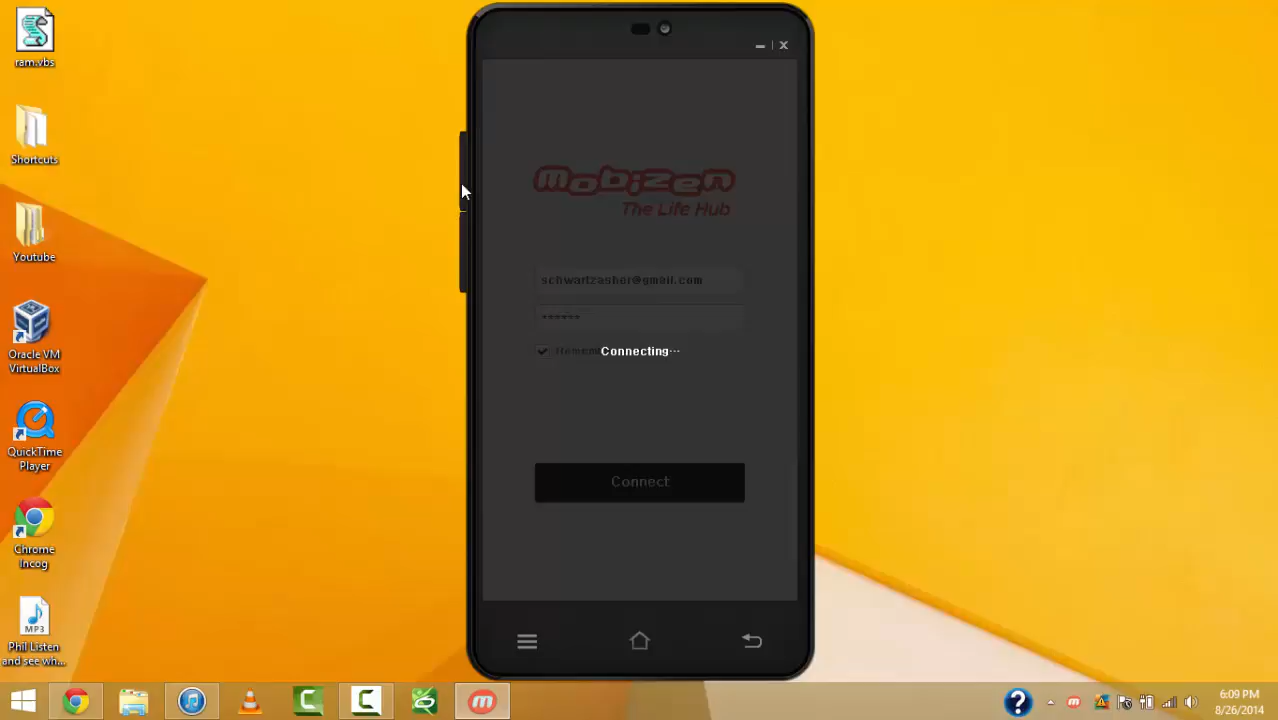 ram.vbs
Shortcuts
Youtube
Oracle VM
VirtualBox
QuickTime
Player
Chrome
Incog
MP3
Phil Listen
and see wh...
Mobizen
The Life Hub
schwartzasher@gmail.com
******
Connecting...
Connect
6:09 PM
8/26/2014